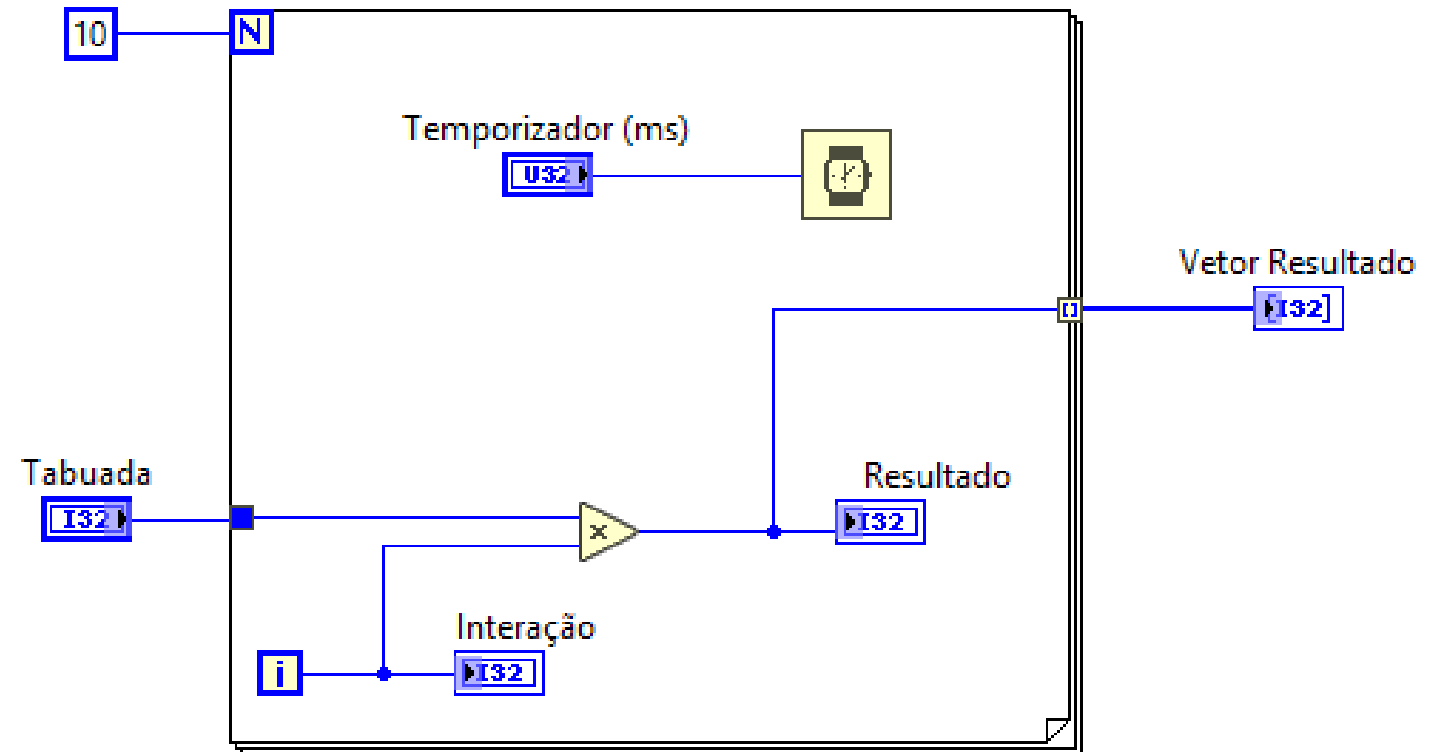 10
N
Temporizador (ms)
U32
Vetor Resultado
[I32]
[]
Tabuada
I32
x
Resultado
I32
Interação
i
I32